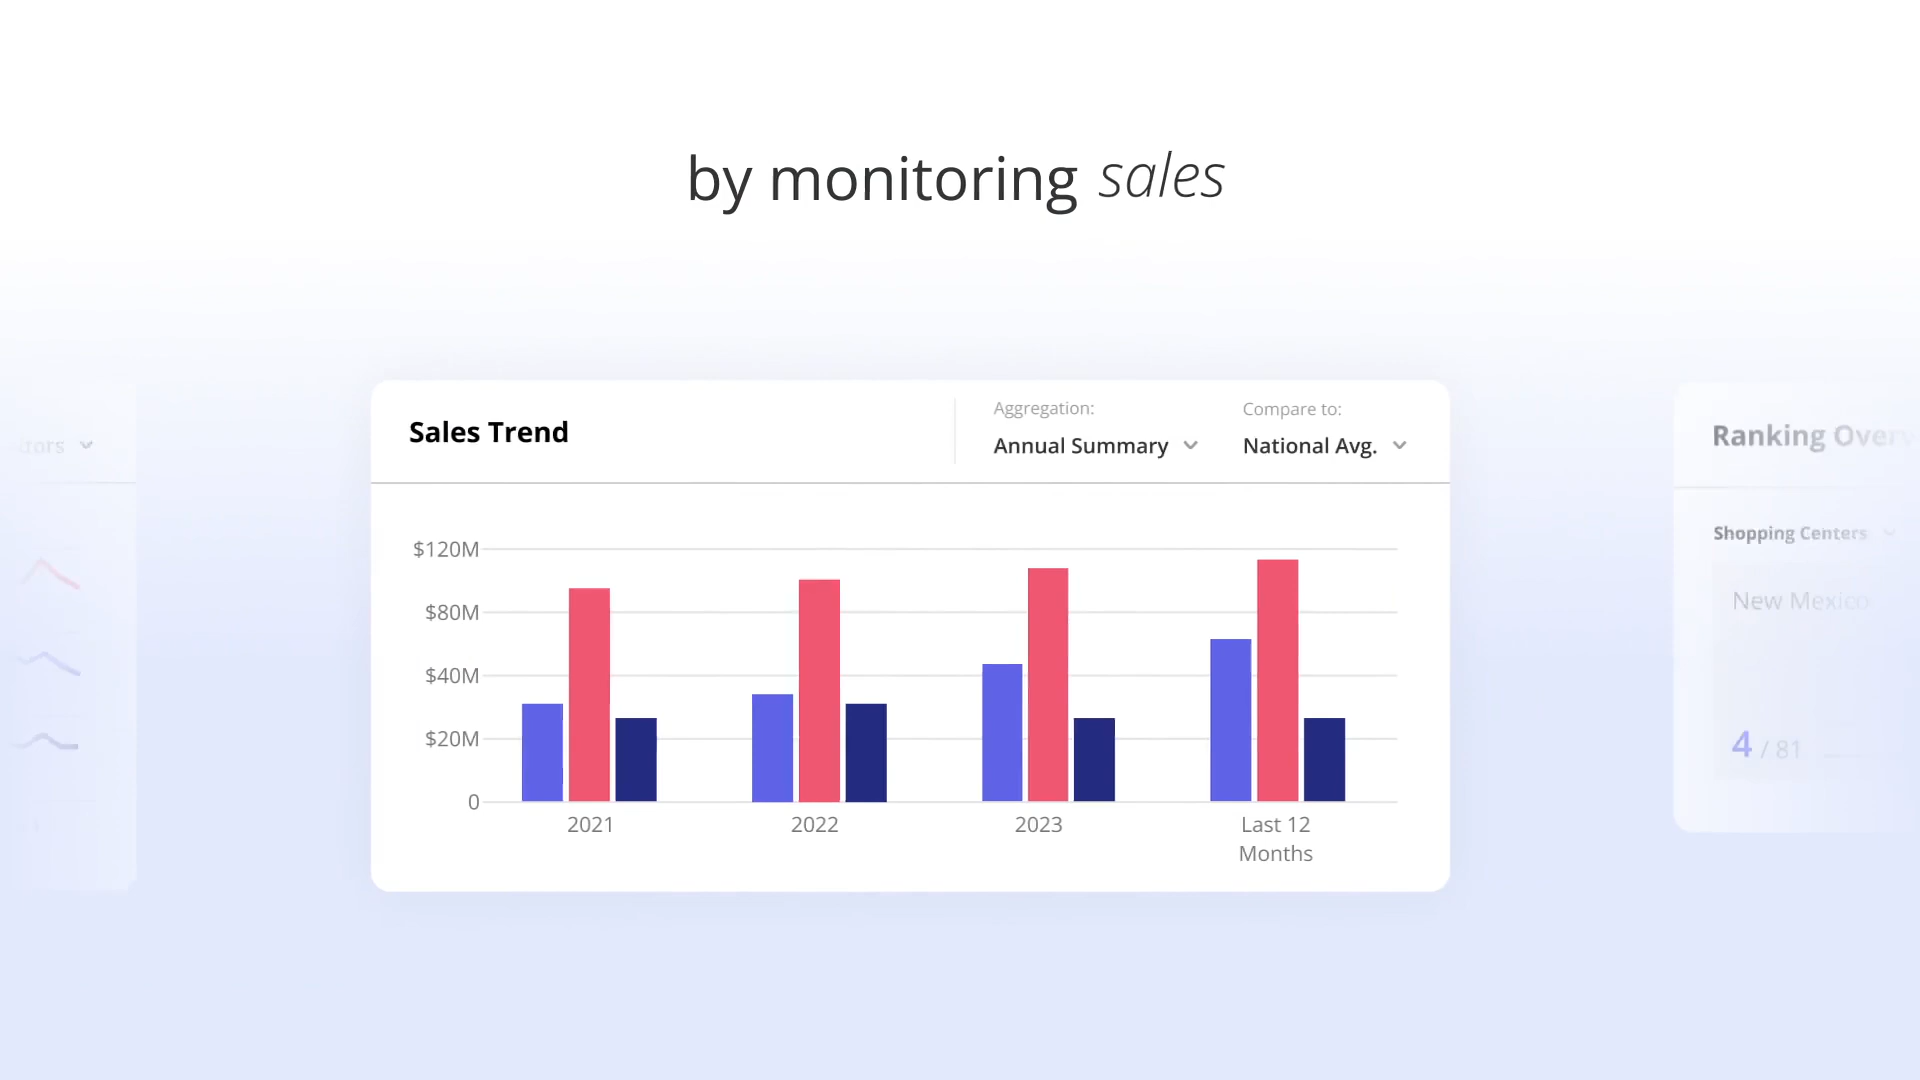 by monitoring sales
Sales Trend
Aggregation:
Annual Summary
Compare to:
National Avg.
$120M
$80M
$40M
$20M
0
2021
2022
2023
Last 12
Months
Ranking
Shopping Centers
New Mexico
4 / 81